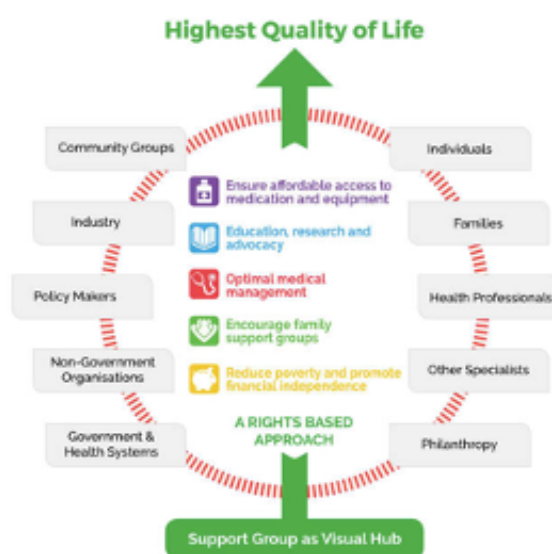 Highest Quality of Life
Community Groups
Individuals
Ensure affordable access to
medication and equipment
Industry
Families
Education, research and
advocacy
Policy Makers
Optimal medical
management
Health Professionals
Encourage family
support groups
Non-Government
Organisations
Reduce poverty and promote
financial independence
Other Specialists
A RIGHTS BASED
APPROACH
Government &
Health Systems
Philanthropy
Support Group as Visual Hub